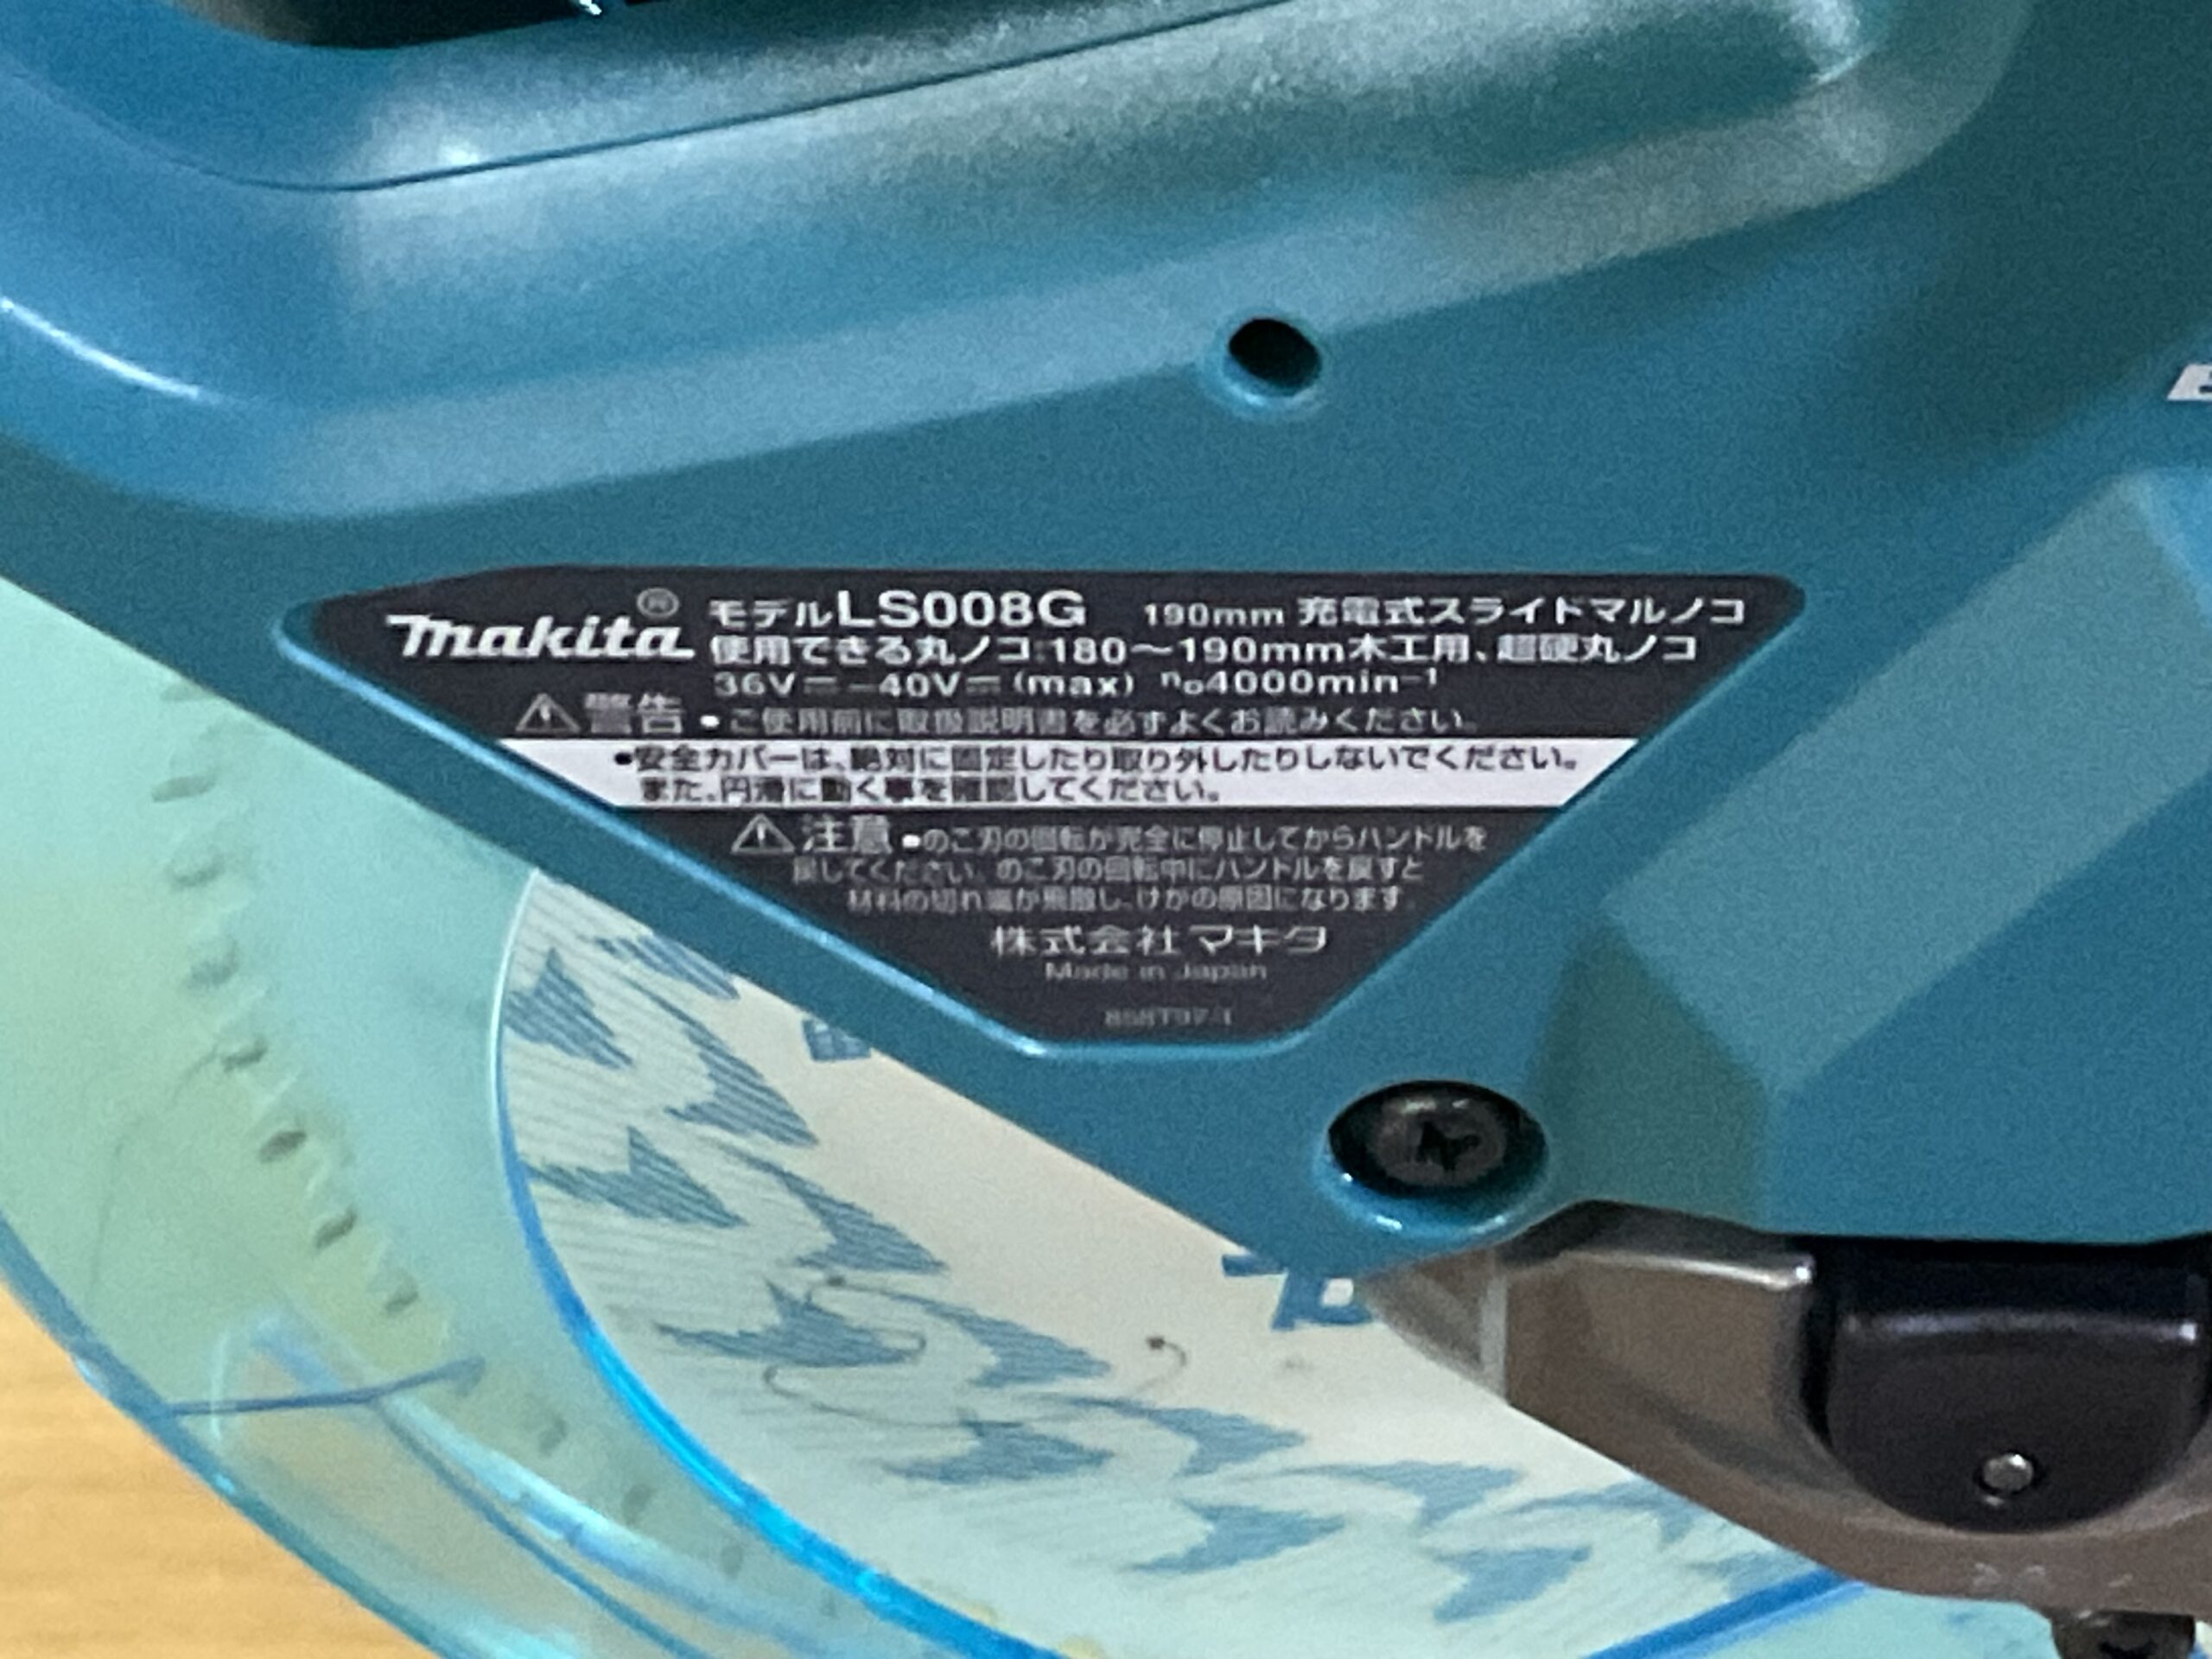 makita® モデルLS008G 190mm 充電式スライドマルノコ
使用できる丸ノコ:180〜190mm木工用、超硬丸ノコ
36V⎓-40V⎓(max) n₀4000min⁻¹
⚠警告 •ご使用前に取扱説明書を必ずよくお読みください。
•安全カバーは、絶対に固定したり取り外したりしないでください。
また、円滑に動く事を確認してください。
⚠注意 •のこ刃の回転が完全に停止してからハンドルを
戻してください。のこ刃の回転中にハンドルを戻すと
材料の切れ端が飛散し、けがの原因になります
株式会社マキタ
Made in Japan